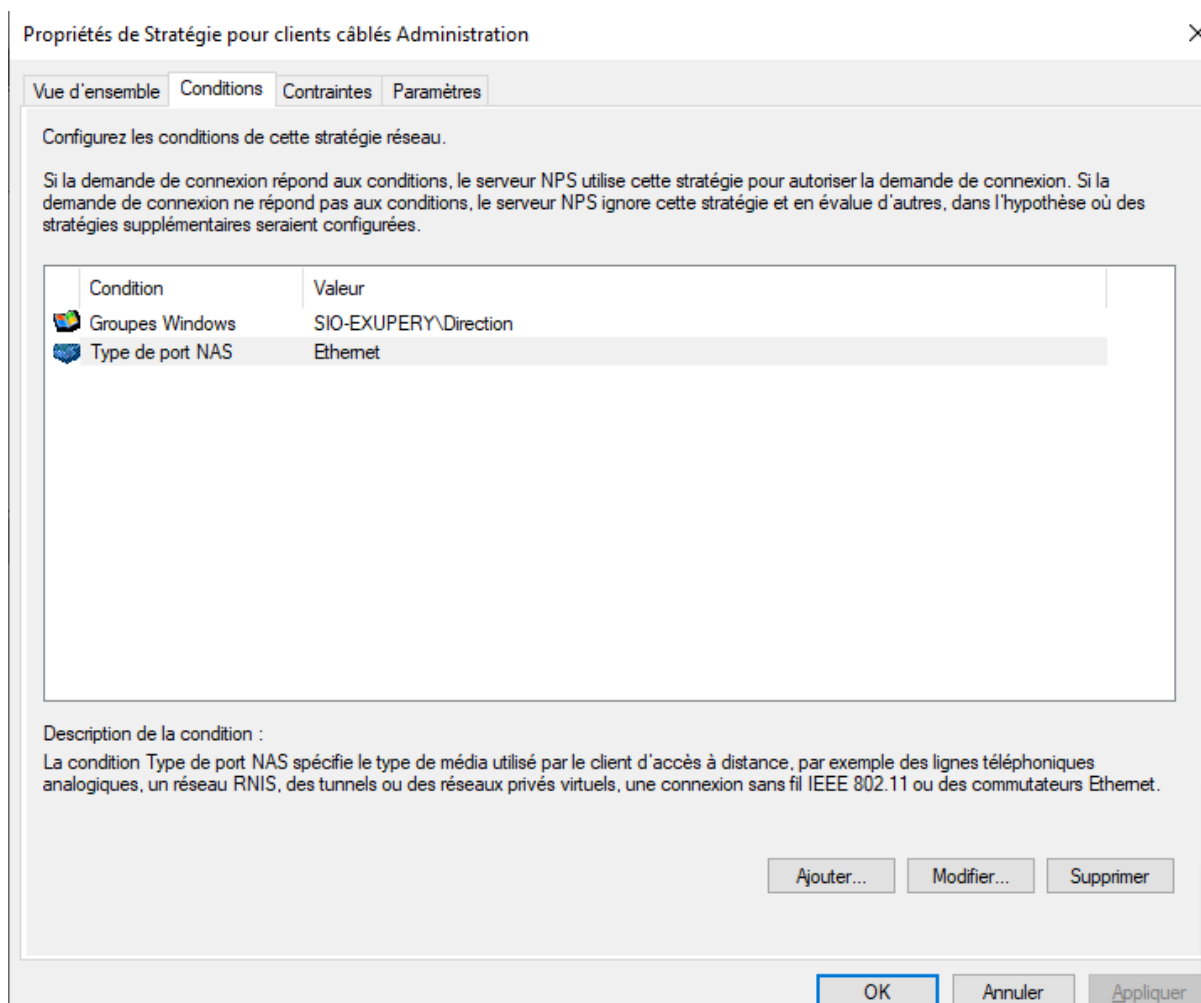 Propriétés de Stratégie pour clients câblés Administration
Vue d'ensemble Conditions Contraintes Paramètres
Configurez les conditions de cette stratégie réseau.
Si la demande de connexion répond aux conditions, le serveur NPS utilise cette stratégie pour autoriser la demande de connexion. Si la
demande de connexion ne répond pas aux conditions, le serveur NPS ignore cette stratégie et en évalue d'autres, dans l'hypothèse où des
stratégies supplémentaires seraient configurées.
Condition Valeur
Groupes Windows SIO-EXUPERY\Direction
Type de port NAS Ethernet
Description de la condition :
La condition Type de port NAS spécifie le type de média utilisé par le client d'accès à distance, par exemple des lignes téléphoniques
analogiques, un réseau RNIS, des tunnels ou des réseaux privés virtuels, une connexion sans fil IEEE 802.11 ou des commutateurs Ethernet.
Ajouter... Modifier... Supprimer
OK Annuler Appliquer